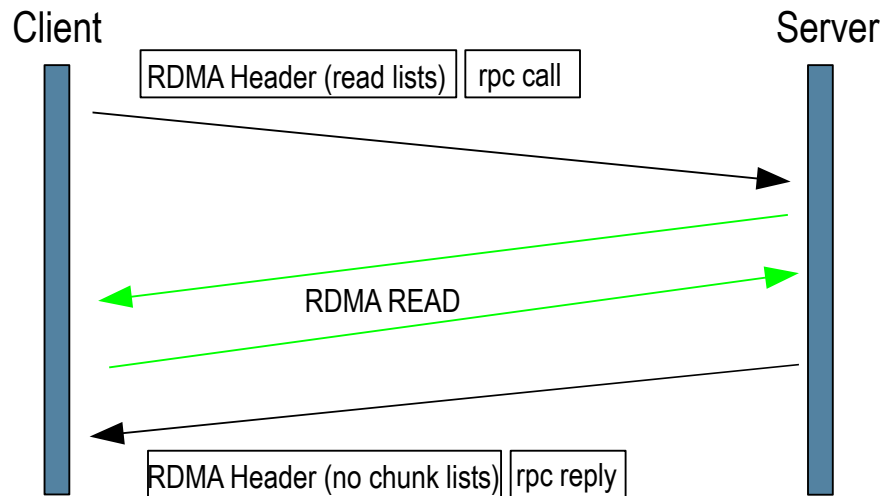 Client
Server
RDMA Header (read lists) rpc call
RDMA READ
RDMA Header (no chunk lists) rpc reply